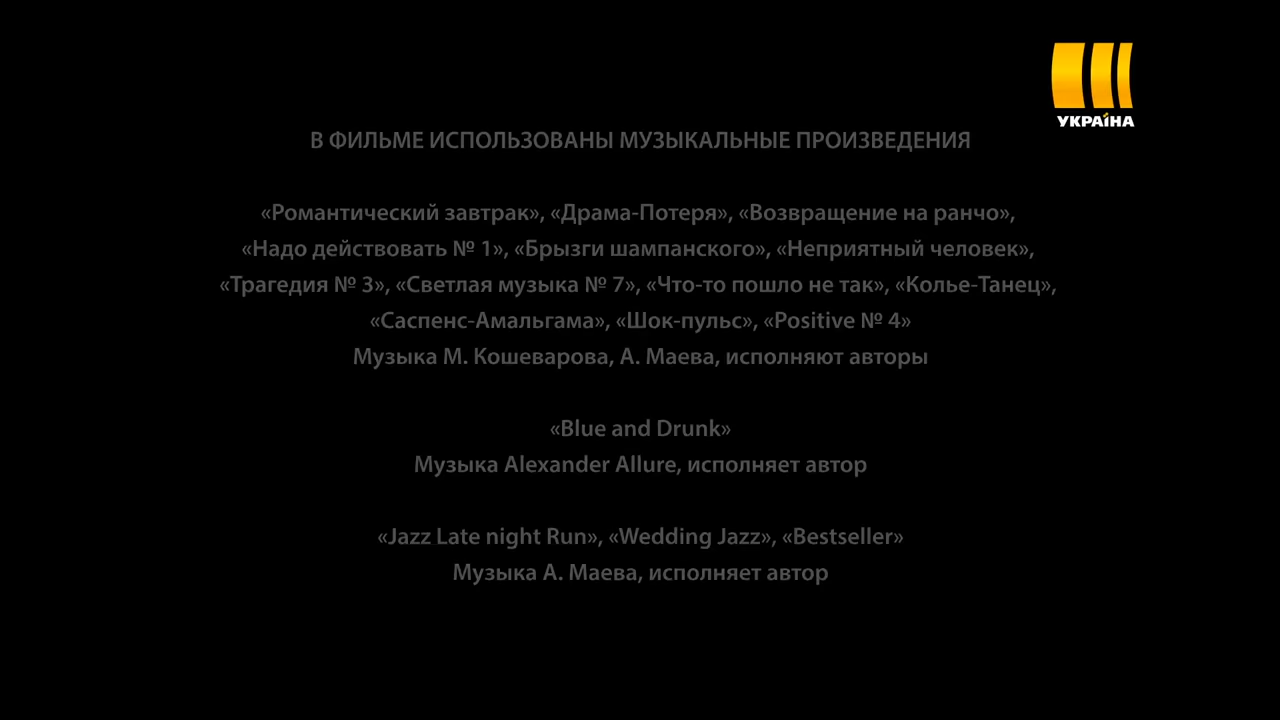 УКРАЇНА
В ФИЛЬМЕ ИСПОЛЬЗОВАНЫ МУЗЫКАЛЬНЫЕ ПРОИЗВЕДЕНИЯ
«Романтический завтрак», «Драма-Потеря», «Возвращение на ранчо»,
«Надо действовать № 1», «Брызги шампанского», «Неприятный человек»,
«Трагедия № 3», «Светлая музыка № 7», «Что-то пошло не так», «Колье-Танец»,
«Саспенс-Амальгама», «Шок-пульс», «Positive № 4»
Музыка М. Кошеварова, А. Маева, исполняют авторы
«Blue and Drunk»
Музыка Alexander Allure, исполняет автор
«Jazz Late night Run», «Wedding Jazz», «Bestseller»
Музыка А. Маева, исполняет автор